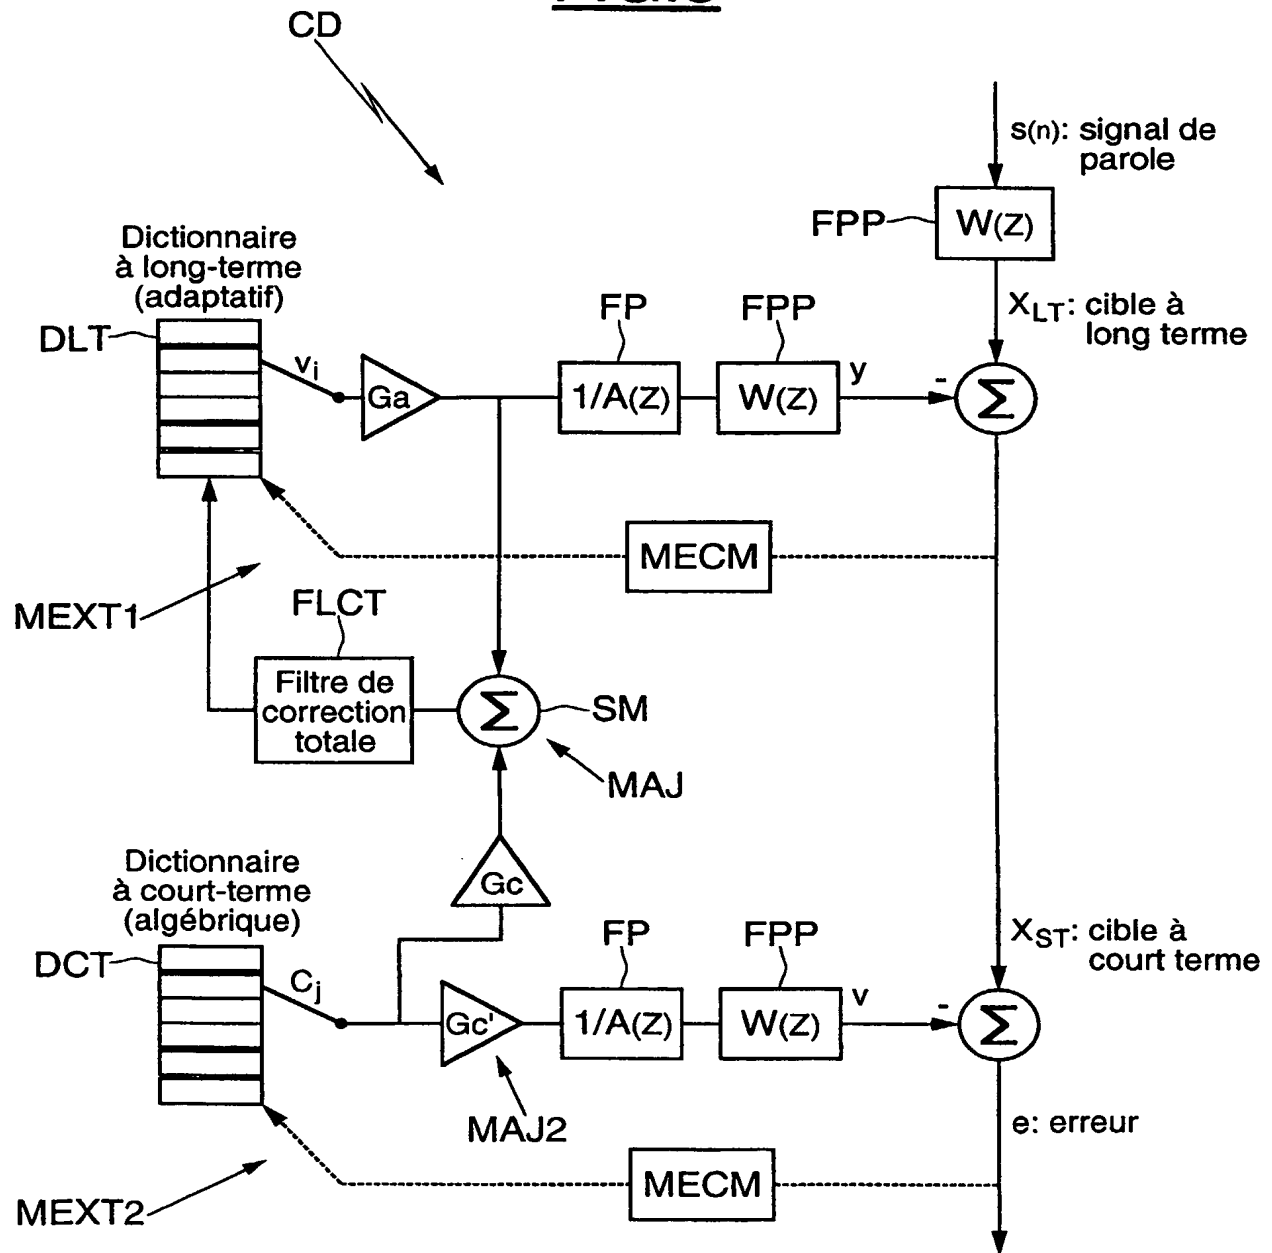 CD
s(n): signal de
parole
FPP
W(Z)
Dictionnaire
à long-terme
(adaptatif)
X_LT: cible à
long terme
DLT
vi
Ga
FP
FPP
1/A(Z)
W(Z)
y
-
Σ
MECM
MEXT1
FLCT
Filtre de
correction
totale
Σ
SM
MAJ
Gc
Dictionnaire
à court-terme
(algébrique)
DCT
Cj
Gc'
FP
FPP
1/A(Z)
W(Z)
v
-
Σ
X_ST: cible à
court terme
MAJ2
e: erreur
MECM
MEXT2